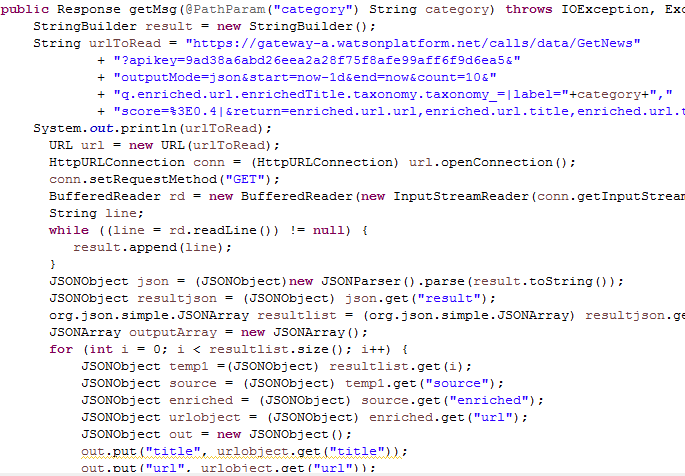 public Response getMsg(@PathParam("category") String category) throws IOException, Exc
StringBuilder result = new StringBuilder();
String urlToRead = "https://gateway-a.watsonplatform.net/calls/data/GetNews"
+ "?apikey=9ad38a6abd26eea2a28f75f8afe99aff6f9d6ea5&"
+ "outputMode=json&start=now-1d&end=now&count=10&"
+ "q.enriched.url.enrichedTitle.taxonomy.taxonomy_=|label="+category+","
+ "score=%3E0.4|&return=enriched.url.url,enriched.url.title,enriched.url.t
System.out.println(urlToRead);
URL url = new URL(urlToRead);
HttpURLConnection conn = (HttpURLConnection) url.openConnection();
conn.setRequestMethod("GET");
BufferedReader rd = new BufferedReader(new InputStreamReader(conn.getInputStream
String line;
while ((line = rd.readLine()) != null) {
result.append(line);
}
JSONObject json = (JSONObject)new JSONParser().parse(result.toString());
JSONObject resultjson = (JSONObject) json.get("result");
org.json.simple.JSONArray resultlist = (org.json.simple.JSONArray) resultjson.ge
JSONArray outputArray = new JSONArray();
for (int i = 0; i < resultlist.size(); i++) {
JSONObject temp1 =(JSONObject) resultlist.get(i);
JSONObject source = (JSONObject) temp1.get("source");
JSONObject enriched = (JSONObject) source.get("enriched");
JSONObject urlobject = (JSONObject) enriched.get("url");
JSONObject out = new JSONObject();
out.put("title", urlobject.get("title"));
out.put("url", urlobject.get("url"));